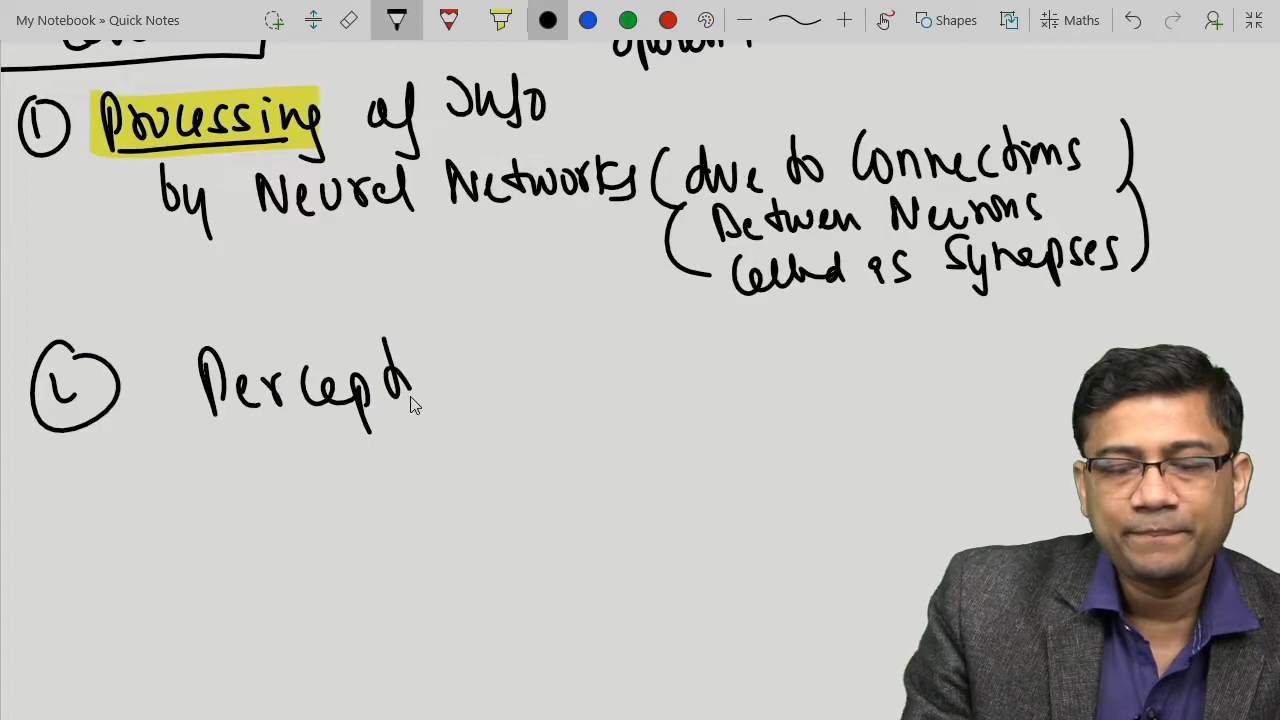 My Notebook » Quick Notes
Shapes
Maths
① Processing of Info
by Neural Networks (due to Connections
Between Neurons
Called as Synapses)
② Percept